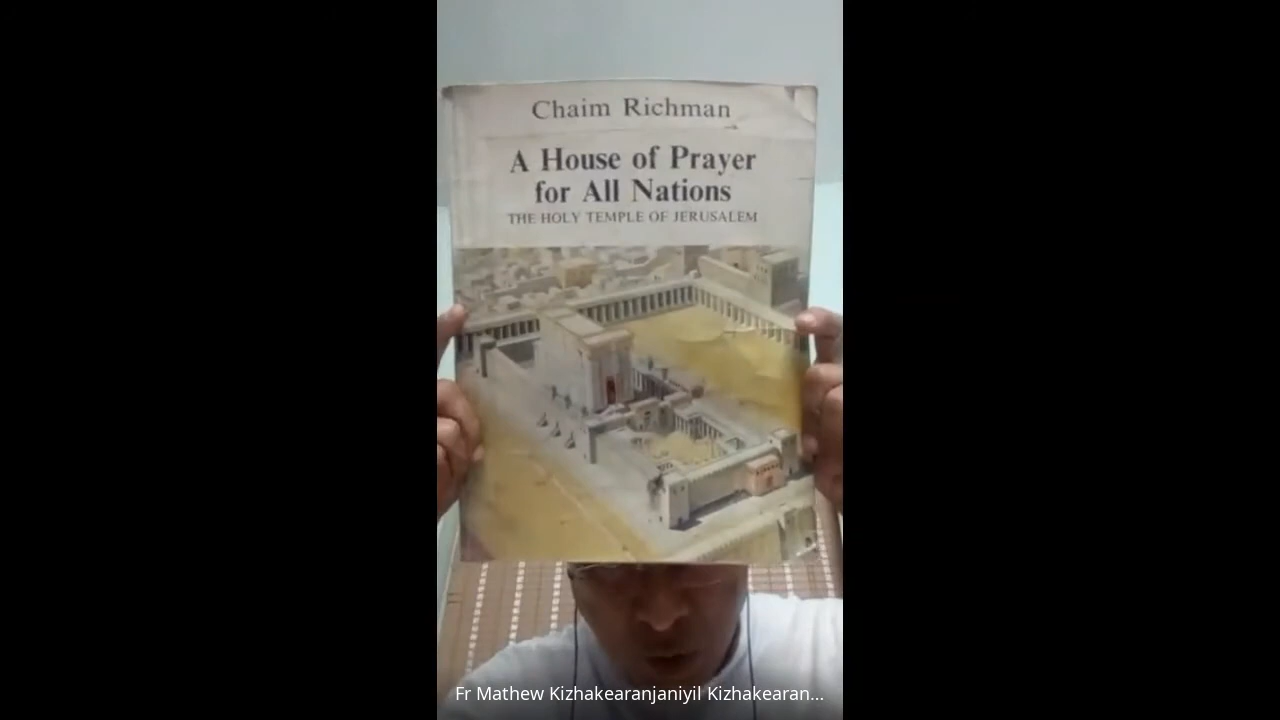 Chaim Richman
A House of Prayer
for All Nations
THE HOLY TEMPLE OF JERUSALEM
Fr Mathew Kizhakearanjaniyil Kizhakearan...